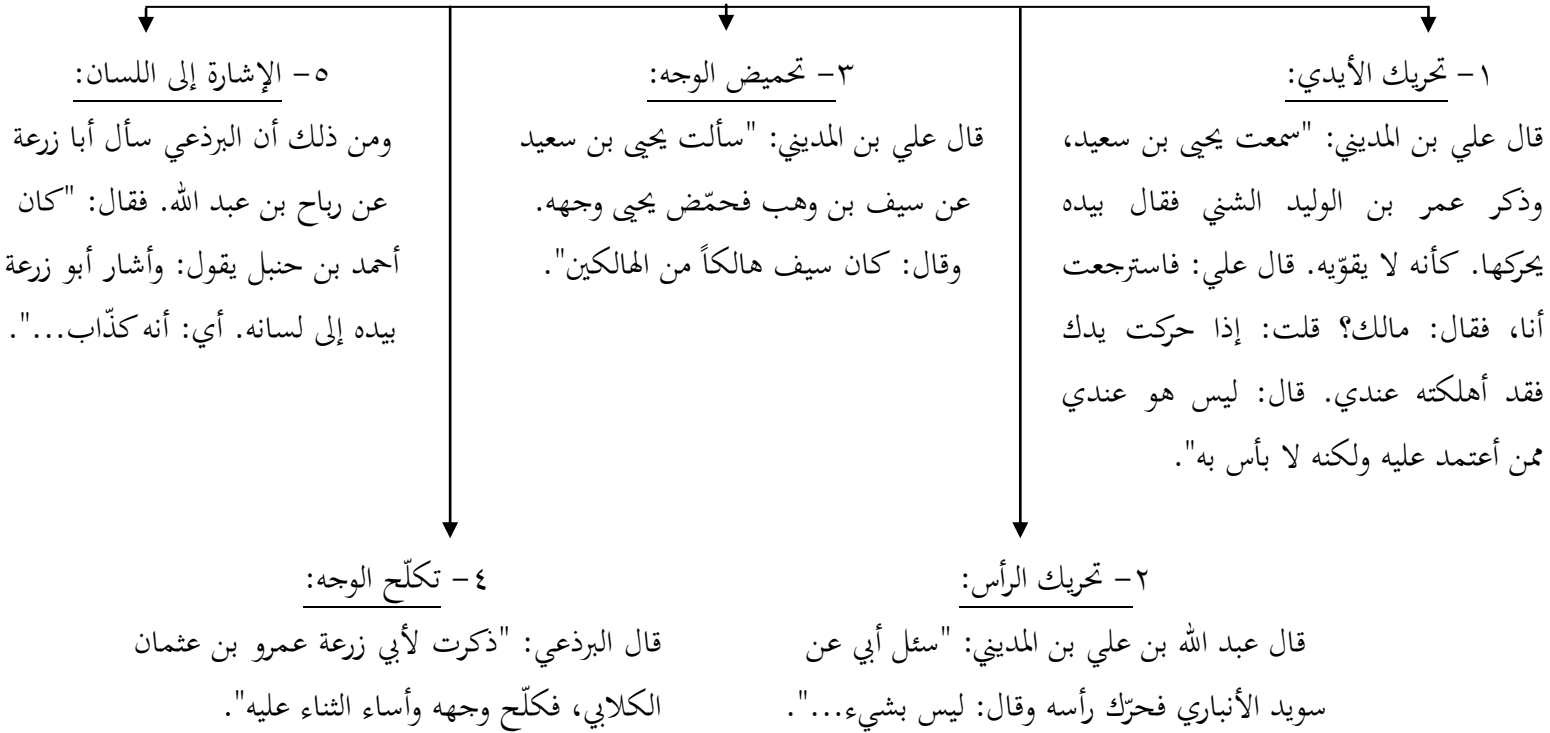 ١- تحريك الأيدي:
قال علي بن المديني: "سمعت يحيى بن سعيد،
وذكر عمر بن الوليد الشني فقال بيده
يحركها. كأنه لا يقوّيه. قال علي: فاسترجعت
أنا، فقال: مالك؟ قلت: إذا حركت يدك
فقد أهلكته عندي. قال: ليس هو عندي
ممن أعتمد عليه ولكنه لا بأس به".
٢- تحريك الرأس:
قال عبد الله بن علي بن المديني: "سئل أبي عن
سويد الأنباري فحرّك رأسه وقال: ليس بشيء...".
٣- تحميض الوجه:
قال علي بن المديني: "سألت يحيى بن سعيد
عن سيف بن وهب فحمّض يحيى وجهه.
وقال: كان سيف هالكاً من الهالكين".
٤- تكلّح الوجه:
قال البرذعي: "ذكرت لأبي زرعة عمرو بن عثمان
الكلابي، فكلّح وجهه وأساء الثناء عليه".
٥- الإشارة إلى اللسان:
ومن ذلك أن البرذعي سأل أبا زرعة
عن رباح بن عبد الله. فقال: "كان
أحمد بن حنبل يقول: وأشار أبو زرعة
بيده إلى لسانه. أي: أنه كذّاب...".